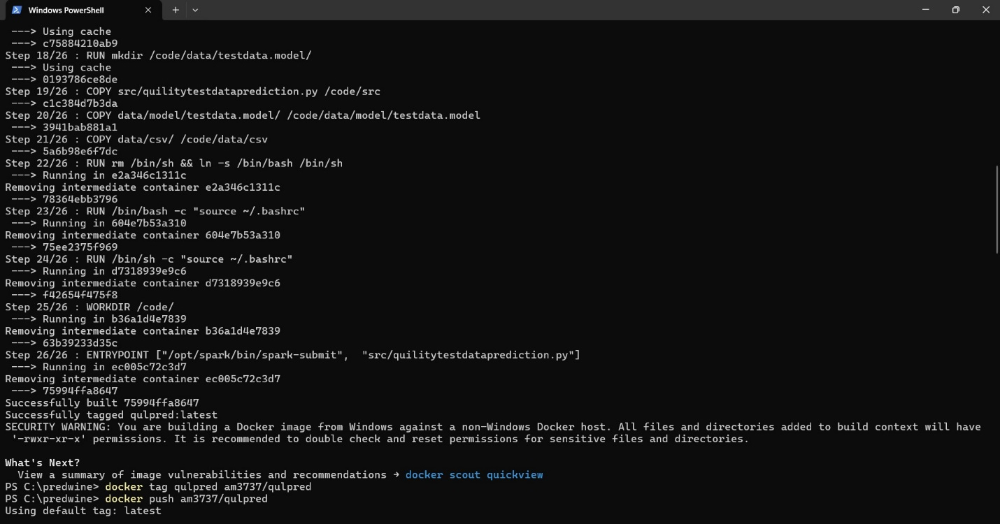 Windows PowerShell
 ---> Using cache
 ---> c75884210ab9
Step 18/26 : RUN mkdir /code/data/testdata.model/
 ---> Using cache
 ---> 0193786ce8de
Step 19/26 : COPY src/quilitytestdataprediction.py /code/src
 ---> c1c384d7b3da
Step 20/26 : COPY data/model/testdata.model/ /code/data/model/testdata.model
 ---> 3941bab881a1
Step 21/26 : COPY data/csv/ /code/data/csv
 ---> 5a6b98e6f7dc
Step 22/26 : RUN rm /bin/sh && ln -s /bin/bash /bin/sh
 ---> Running in e2a346c1311c
Removing intermediate container e2a346c1311c
 ---> 78364ebb3796
Step 23/26 : RUN /bin/bash -c "source ~/.bashrc"
 ---> Running in 604e7b53a310
Removing intermediate container 604e7b53a310
 ---> 75ee2375f969
Step 24/26 : RUN /bin/sh -c "source ~/.bashrc"
 ---> Running in d7318939e9c6
Removing intermediate container d7318939e9c6
 ---> f42654f475f8
Step 25/26 : WORKDIR /code/
 ---> Running in b36a1d4e7839
Removing intermediate container b36a1d4e7839
 ---> 63b39233d35c
Step 26/26 : ENTRYPOINT ["/opt/spark/bin/spark-submit",  "src/quilitytestdataprediction.py"]
 ---> Running in ec005c72c3d7
Removing intermediate container ec005c72c3d7
 ---> 75994ffa8647
Successfully built 75994ffa8647
Successfully tagged qulpred:latest
SECURITY WARNING: You are building a Docker image from Windows against a non-Windows Docker host. All files and directories added to build context will have
 '-rwxr-xr-x' permissions. It is recommended to double check and reset permissions for sensitive files and directories.
What's Next?
  View a summary of image vulnerabilities and recommendations → docker scout quickview
PS C:\predwine> docker tag qulpred am3737/qulpred
PS C:\predwine> docker push am3737/qulpred
Using default tag: latest